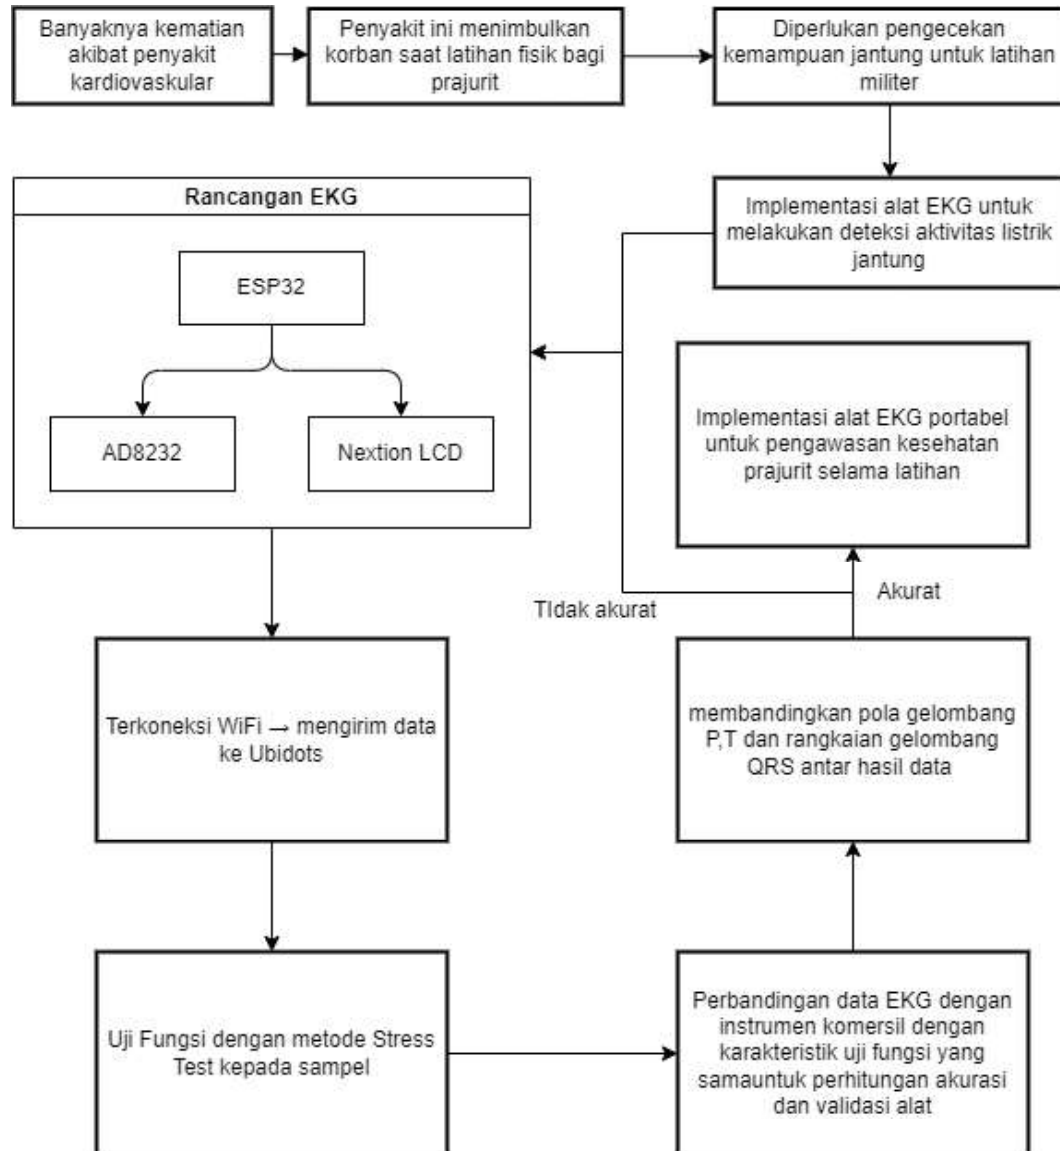 Banyaknya kematian
akibat penyakit
kardiovaskular
Penyakit ini menimbulkan
korban saat latihan fisik bagi
prajurit
Diperlukan pengecekan
kemampuan jantung untuk latihan
militer
Implementasi alat EKG untuk
melakukan deteksi aktivitas listrik
jantung
Rancangan EKG
ESP32
AD8232
Nextion LCD
Terkoneksi WiFi → mengirim data
ke Ubidots
Uji Fungsi dengan metode Stress
Test kepada sampel
Perbandingan data EKG dengan
instrumen komersil dengan
karakteristik uji fungsi yang
samauntuk perhitungan akurasi
dan validasi alat
membandingkan pola gelombang
P,T dan rangkaian gelombang
QRS antar hasil data
TIdak akurat
Akurat
Implementasi alat EKG portabel
untuk pengawasan kesehatan
prajurit selama latihan